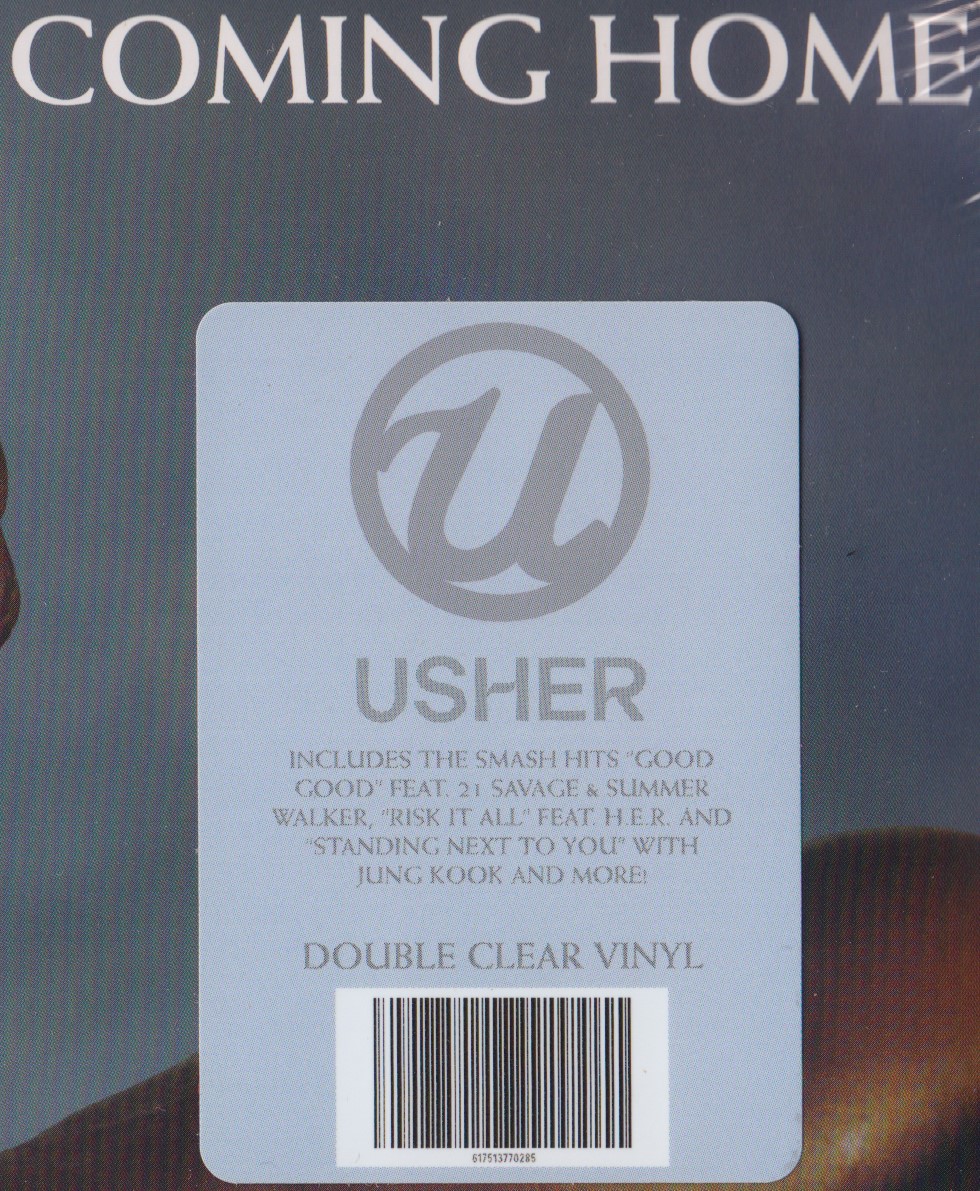 COMING HOME
U
USHER
INCLUDES THE SMASH HITS "GOOD
GOOD" FEAT. 21 SAVAGE & SUMMER
WALKER, "RISK IT ALL" FEAT. H.E.R. AND
"STANDING NEXT TO YOU" WITH
JUNG KOOK AND MORE!
DOUBLE CLEAR VINYL
617513770285